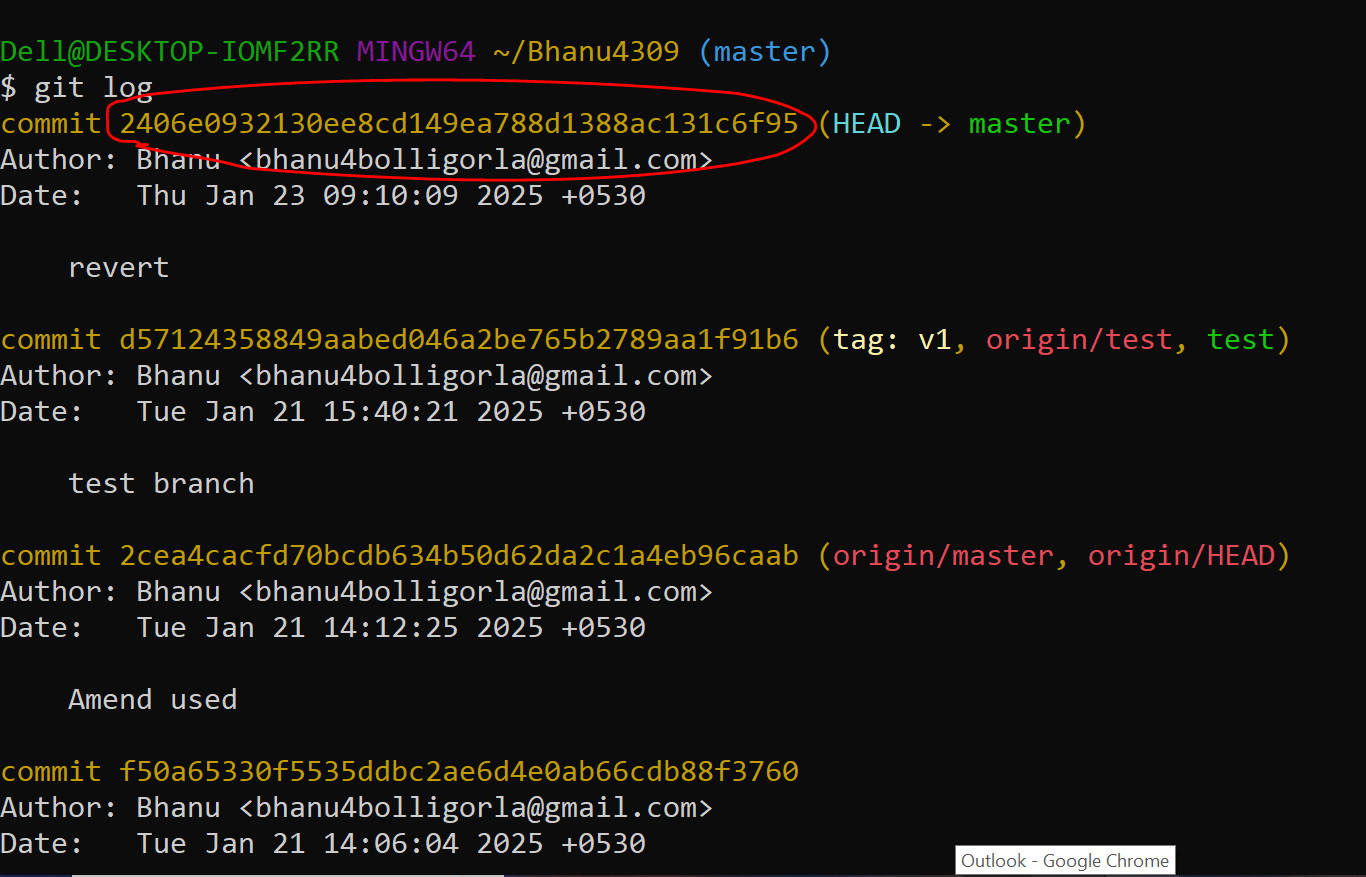 Dell@DESKTOP-IOMF2RR MINGW64 ~/Bhanu4309 (master)
$ git log
commit 2406e0932130ee8cd149ea788d1388ac131c6f95 (HEAD -> master)
Author: Bhanu <bhanu4bolligorla@gmail.com>
Date:   Thu Jan 23 09:10:09 2025 +0530
revert
commit d57124358849aabed046a2be765b2789aa1f91b6 (tag: v1, origin/test, test)
Author: Bhanu <bhanu4bolligorla@gmail.com>
Date:   Tue Jan 21 15:40:21 2025 +0530
test branch
commit 2cea4cacfd70bcdb634b50d62da2c1a4eb96caab (origin/master, origin/HEAD)
Author: Bhanu <bhanu4bolligorla@gmail.com>
Date:   Tue Jan 21 14:12:25 2025 +0530
Amend used
commit f50a65330f5535ddbc2ae6d4e0ab66cdb88f3760
Author: Bhanu <bhanu4bolligorla@gmail.com>
Date:   Tue Jan 21 14:06:04 2025 +0530
Outlook - Google Chrome